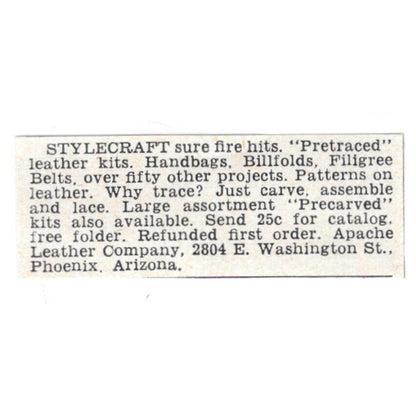 STYLECRAFT sure fire hits. "Pretraced"
leather kits. Handbags, Billfolds, Filigree
Belts, over fifty other projects. Patterns on
leather. Why trace? Just carve, assemble
and lace. Large assortment "Precarved"
kits also available. Send 25c for catalog,
free folder. Refunded first order. Apache
Leather Company, 2804 E. Washington St.,
Phoenix, Arizona.